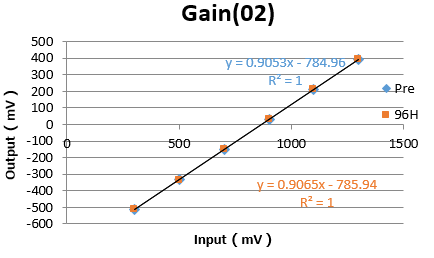 Gain(02)
500
400
300
200
100
0
-100
-200
-300
-400
-500
-600
0
500
1000
1500
Output ( mV )
Input ( mV )
y = 0.9053x - 784.96
R² = 1
y = 0.9065x - 785.94
R² = 1
Pre
96H